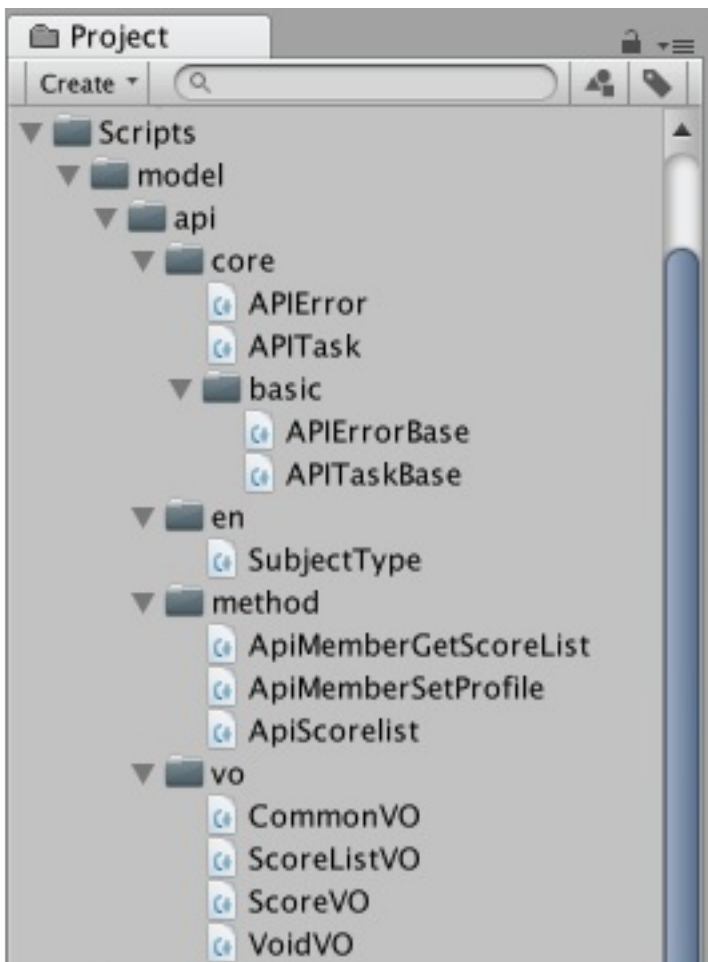 Project
Create
Scripts
model
api
core
APIError
APITask
basic
APIErrorBase
APITaskBase
en
SubjectType
method
ApiMemberGetScoreList
ApiMemberSetProfile
ApiScorelist
vo
CommonVO
ScoreListVO
ScoreVO
VoidVO